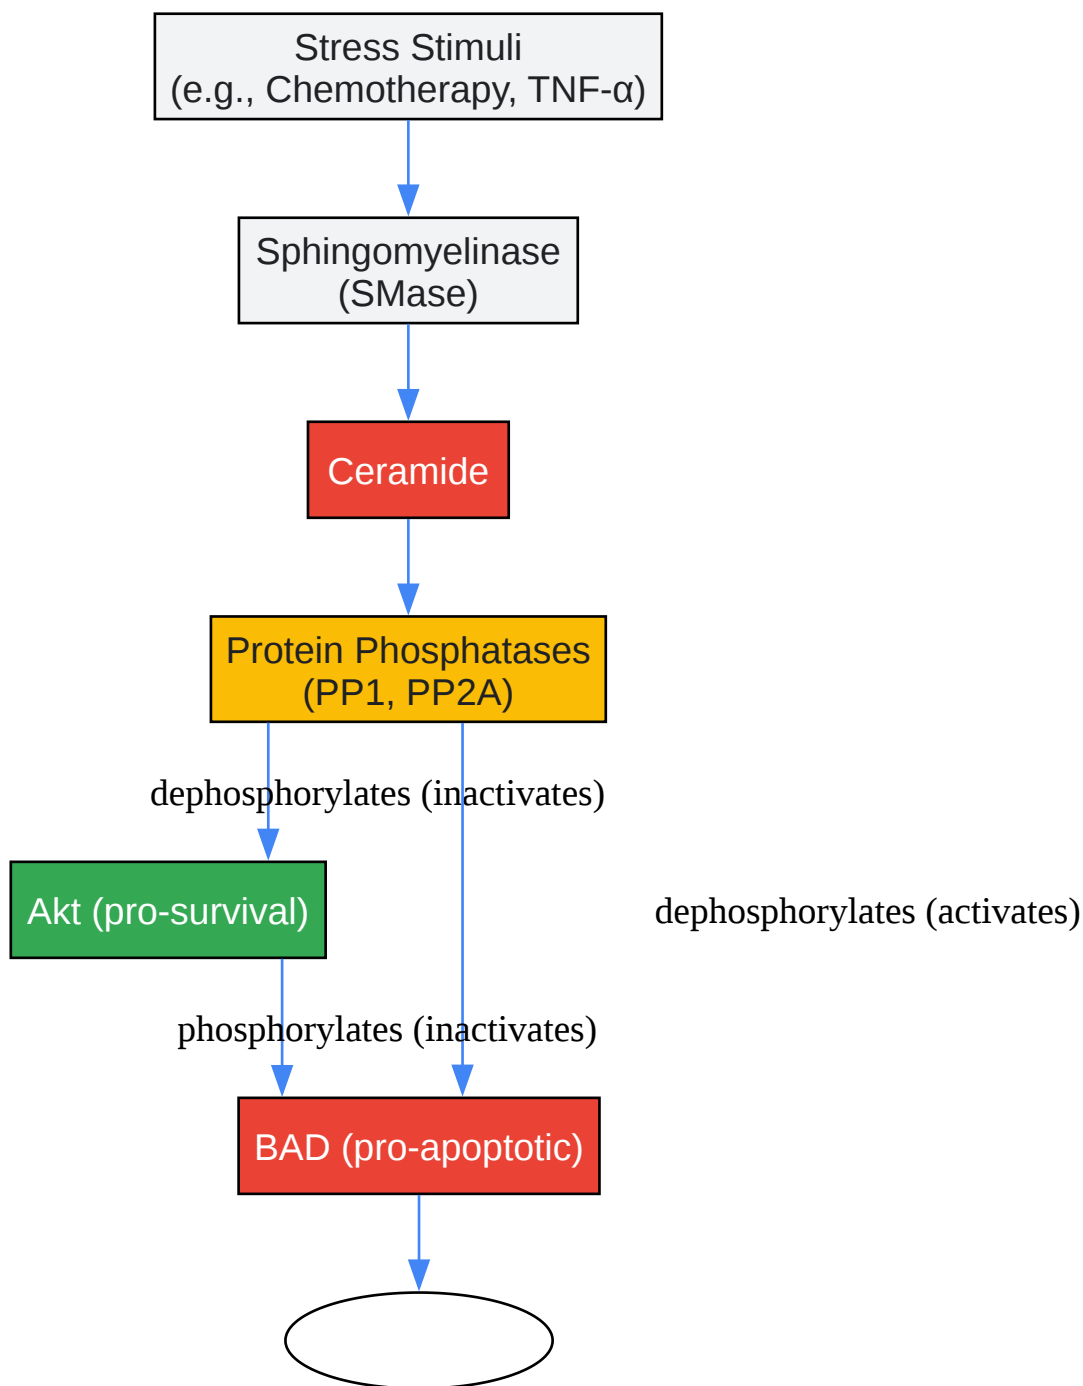 Stress Stimuli
(e.g., Chemotherapy, TNF-α)
Sphingomyelinase
(SMase)
Ceramide
Protein Phosphatases
(PP1, PP2A)
dephosphorylates (inactivates)
Akt (pro-survival)
dephosphorylates (activates)
phosphorylates (inactivates)
BAD (pro-apoptotic)